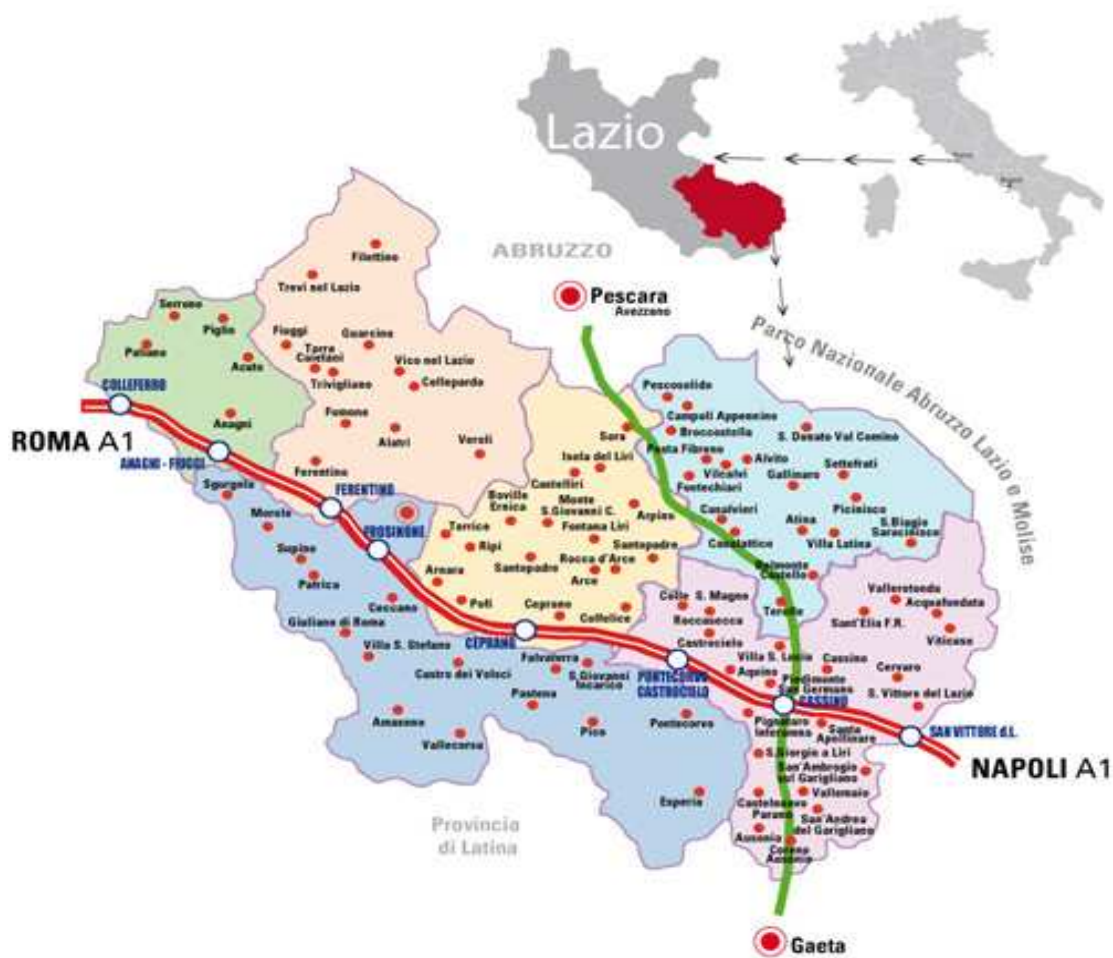 Lazio
ABRUZZO
Pescara
Avezzano
Parco Nazionale Abruzzo Lazio e Molise
Filettino
Trevi nel Lazio
Serrone
Piglio
Paliano
Acuto
Fiuggi
Guarcino
Torre
Caietani
Trivigliano
Vico nel Lazio
Collepardo
COLLEFERRO
Anagni
Fumone
Alatri
Veroli
ROMA A1
ANAGNI - FIUGGI
Ferentino
FERENTINO
Sgurgola
FROSINONE
Morolo
Supino
Patrica
Ceccano
Giuliano di Roma
Villa S. Stefano
Castro dei Volsci
Amaseno
Vallecorsa
Falvaterra
S.Giovanni
Incarico
Pastena
Pico
Pontecorvo
Esperia
Sora
Isola del Liri
Castelliri
Boville
Ernica
Monte
S.Giovanni C.
Fontana Liri
Arpino
Torrice
Ripi
Santopadre
Rocca d'Arce
Santopadre
Arce
Arnara
Pofi
Ceprano
Colfelice
CEPRANO
Pescosolido
Campoli Appennino
Broccostella
S. Donato Val Comino
Posta Fibreno
Alvito
Vilcalvi
Fontechiari
Gallinaro
Settefrati
Picinisco
Casalvieri
Casalattico
Atina
Villa Latina
S.Biagio
Saracinisco
Belmonte
Castello
Terelle
Colle S. Magno
Roccasecca
Castrocielo
Vallerotonda
Acquafondata
Sant'Elia F.R.
Viticuso
Villa S. Lucia
Cassino
Cervaro
Aquino
Piedimonte
San Germano
S. Vittore del Lazio
PONTECORVO
CASTROCIOLO
CASSINO
SAN VITTORE d.L.
NAPOLI A1
Pignataro
Interamna
Santa
Apollinare
S.Giorgio a Liri
San'Ambrogio
sul Garigliano
Vallemaio
Castelnuovo
Parano
San'Andrea
del Garigliano
Ausonia
Coreno
Ausonio
Provincia
di Latina
Gaeta